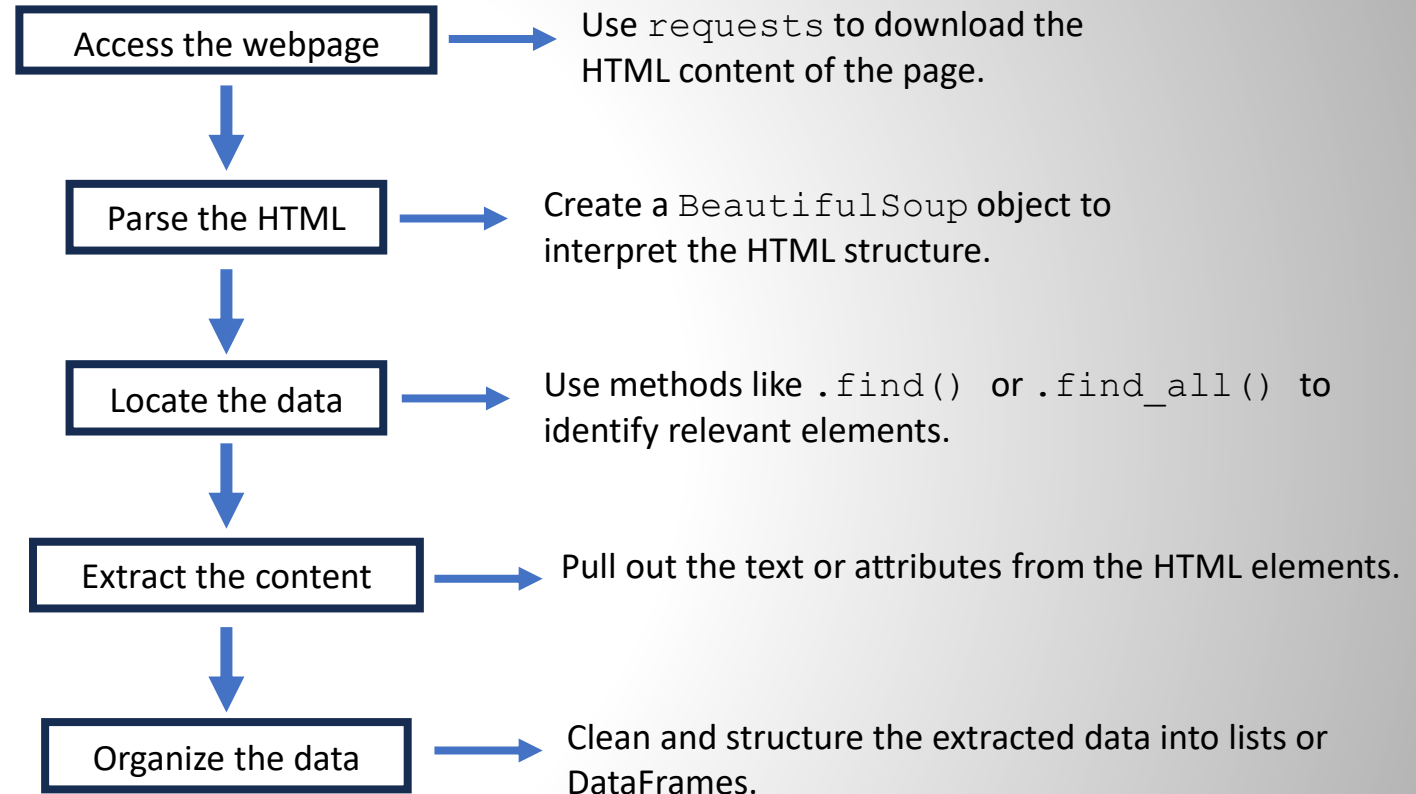 Access the webpage
Use requests to download the
HTML content of the page.
Parse the HTML
Create a BeautifulSoup object to
interpret the HTML structure.
Locate the data
Use methods like .find() or .find_all() to
identify relevant elements.
Extract the content
Pull out the text or attributes from the HTML elements.
Organize the data
Clean and structure the extracted data into lists or
DataFrames.